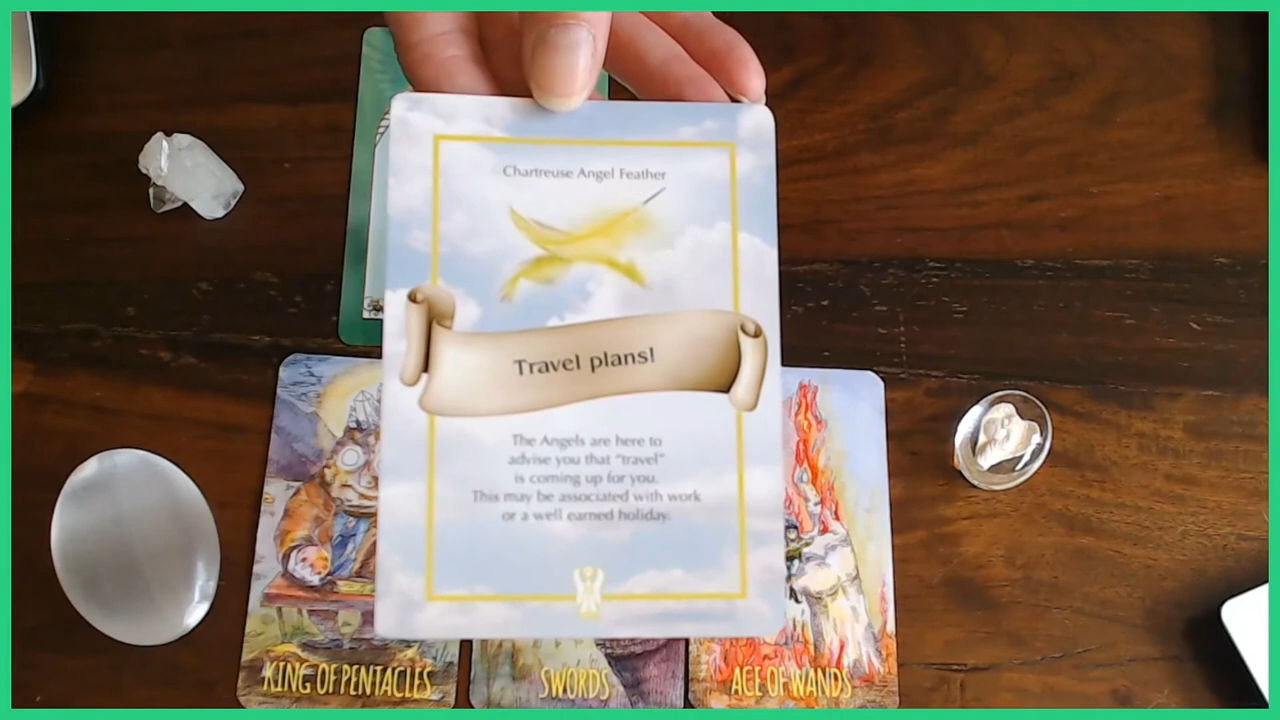 Chartreuse Angel Feather
Travel plans!
The Angels are here to
advise you that "travel"
is coming up for you.
This may be associated with work
or a well earned holiday.
KING OF PENTACLES
SWORDS
ACE OF WANDS